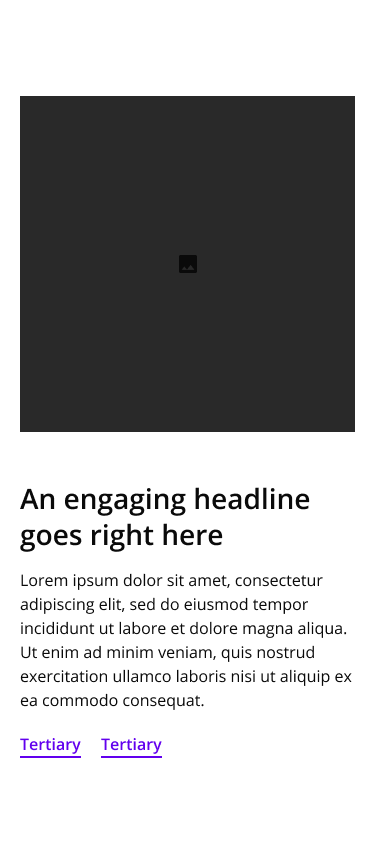 An engaging headline
goes right here
Lorem ipsum dolor sit amet, consectetur
adipiscing elit, sed do eiusmod tempor
incididunt ut labore et dolore magna aliqua.
Ut enim ad minim veniam, quis nostrud
exercitation ullamco laboris nisi ut aliquip ex
ea commodo consequat.
Tertiary Tertiary